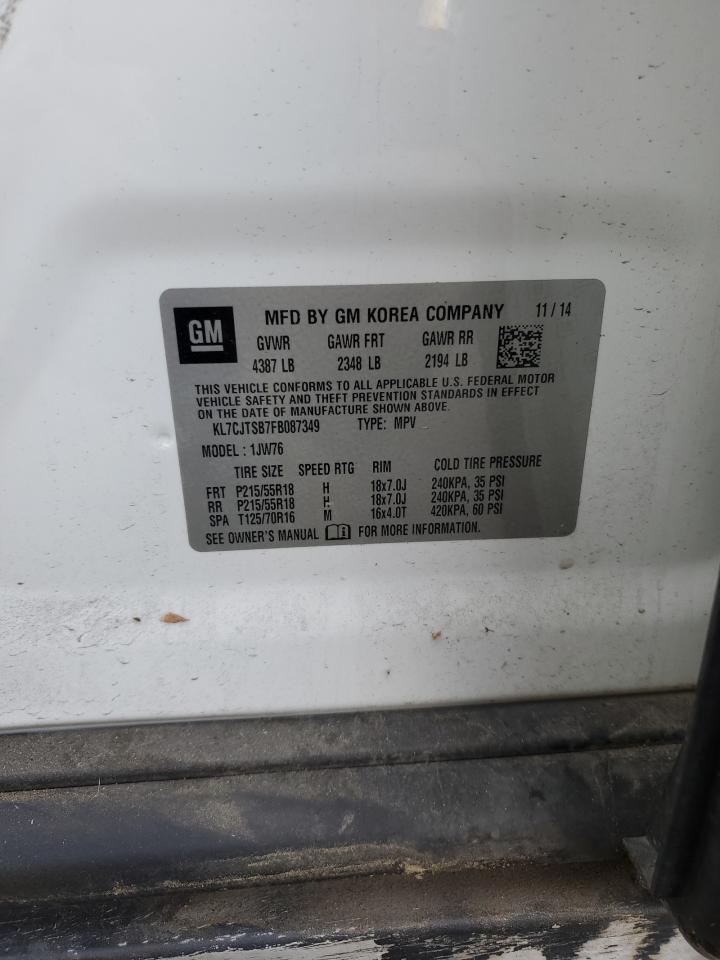 GM MFD BY GM KOREA COMPANY 11 / 14
GVWR GAWR FRT GAWR RR
4387 LB 2348 LB 2194 LB
THIS VEHICLE CONFORMS TO ALL APPLICABLE U.S. FEDERAL MOTOR
VEHICLE SAFETY AND THEFT PREVENTION STANDARDS IN EFFECT
ON THE DATE OF MANUFACTURE SHOWN ABOVE.
KL7CJTSB7FB087349 TYPE: MPV
MODEL : 1JW76
TIRE SIZE SPEED RTG RIM COLD TIRE PRESSURE
FRT P215/55R18 H 18x7.0J 240KPA, 35 PSI
RR P215/55R18 H 18x7.0J 240KPA, 35 PSI
SPA T125/70R16 M 16x4.0T 420KPA, 60 PSI
SEE OWNER'S MANUAL FOR MORE INFORMATION.